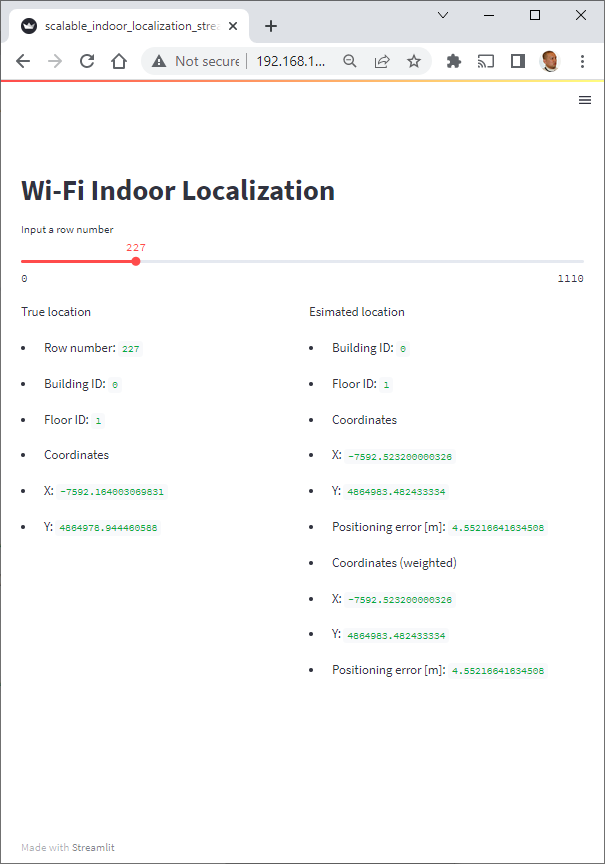 scalable_indoor_localization_strea
Not secure
192.168.1...
Wi-Fi Indoor Localization
Input a row number
227
0
1110
True location
Row number: 227
Building ID: 0
Floor ID: 1
Coordinates
X: -7592.164003069831
Y: 4864978.944460588
Esimated location
Building ID: 0
Floor ID: 1
Coordinates
X: -7592.523200000326
Y: 4864983.482433334
Positioning error [m]: 4.55216641634508
Coordinates (weighted)
X: -7592.523200000326
Y: 4864983.482433334
Positioning error [m]: 4.55216641634508
Made with Streamlit